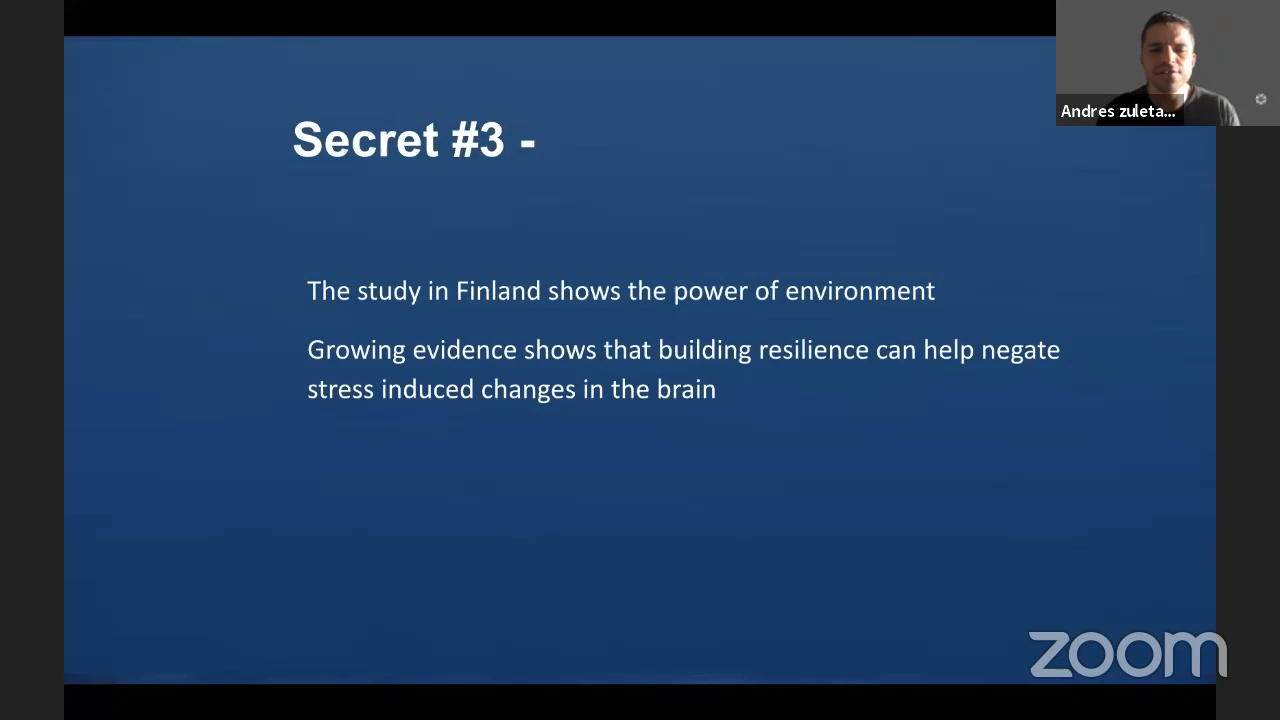 Andres zuleta...
Secret #3 -
The study in Finland shows the power of environment
Growing evidence shows that building resilience can help negate
stress induced changes in the brain
zoom